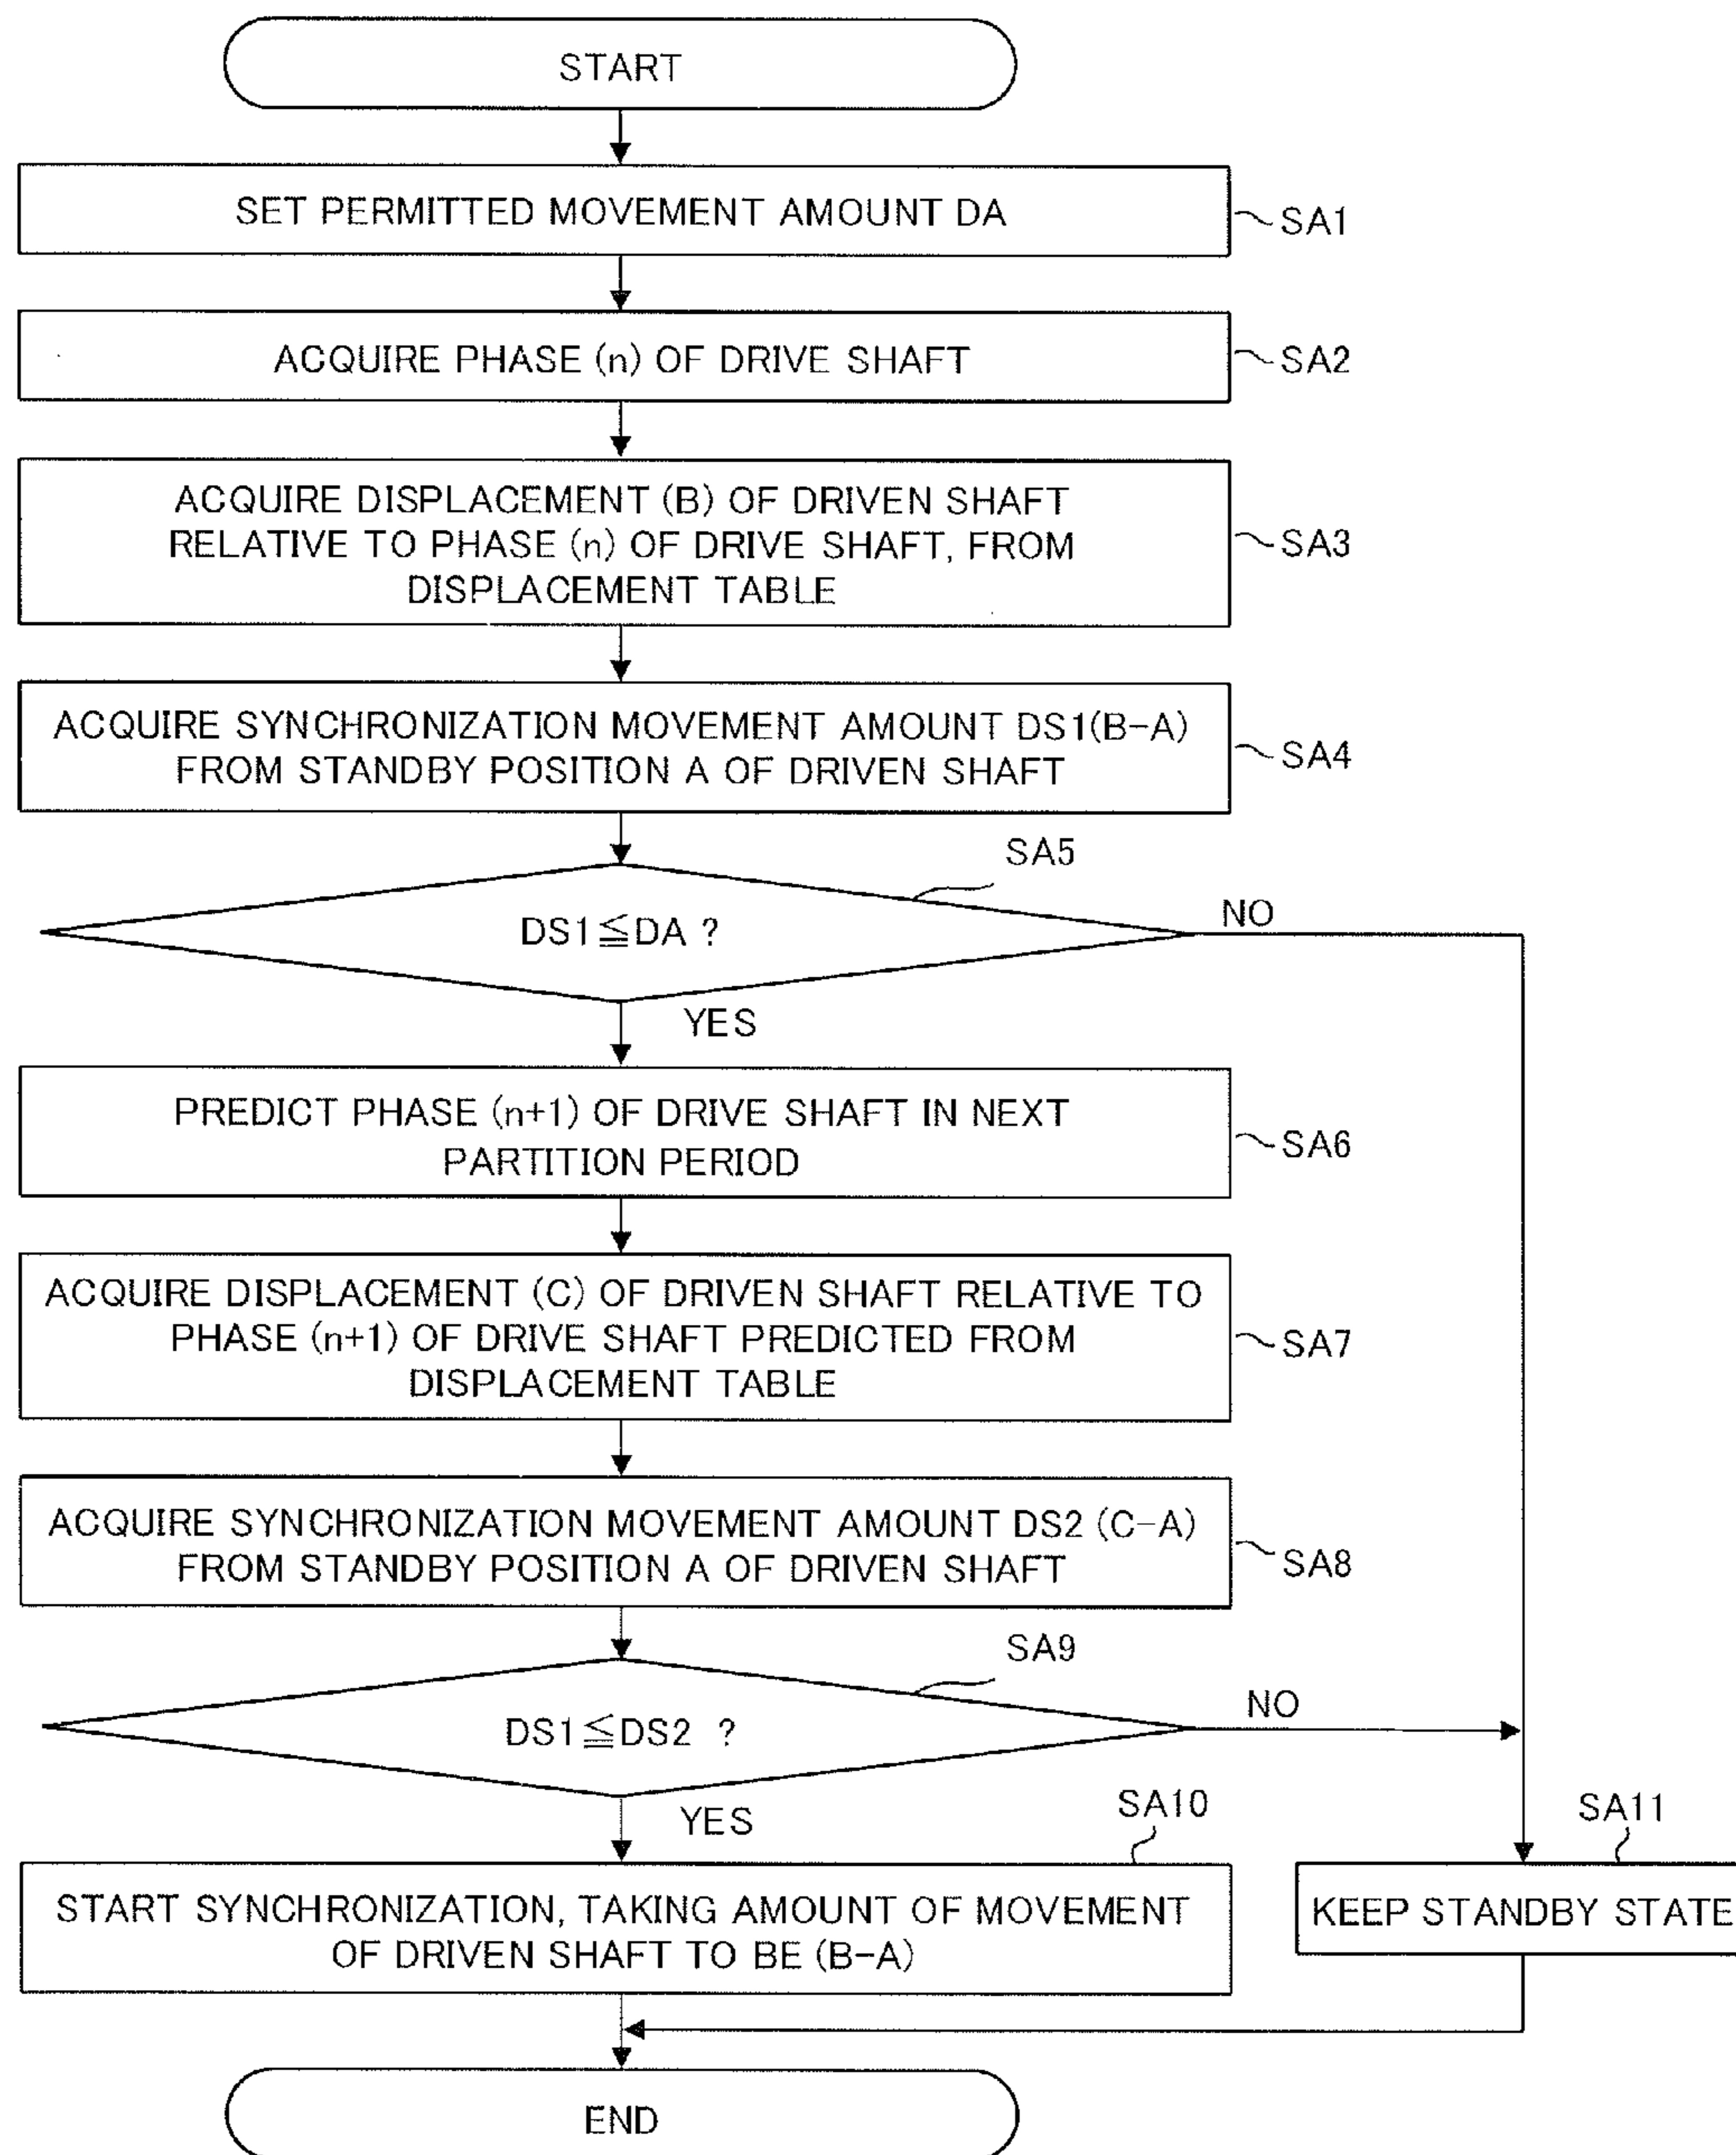 START
SET PERMITTED MOVEMENT AMOUNT DA
SA1
ACQUIRE PHASE (n) OF DRIVE SHAFT
SA2
ACQUIRE DISPLACEMENT (B) OF DRIVEN SHAFT
RELATIVE TO PHASE (n) OF DRIVE SHAFT, FROM
DISPLACEMENT TABLE
SA3
ACQUIRE SYNCHRONIZATION MOVEMENT AMOUNT DS1(B-A)
FROM STANDBY POSITION A OF DRIVEN SHAFT
SA4
SA5
DS1≦DA ?
NO
YES
PREDICT PHASE (n+1) OF DRIVE SHAFT IN NEXT
PARTITION PERIOD
SA6
ACQUIRE DISPLACEMENT (C) OF DRIVEN SHAFT RELATIVE TO
PHASE (n+1) OF DRIVE SHAFT PREDICTED FROM
DISPLACEMENT TABLE
SA7
ACQUIRE SYNCHRONIZATION MOVEMENT AMOUNT DS2 (C-A)
FROM STANDBY POSITION A OF DRIVEN SHAFT
SA8
SA9
DS1≦DS2 ?
NO
YES
SA10
START SYNCHRONIZATION, TAKING AMOUNT OF MOVEMENT
OF DRIVEN SHAFT TO BE (B-A)
SA11
KEEP STANDBY STATE
END